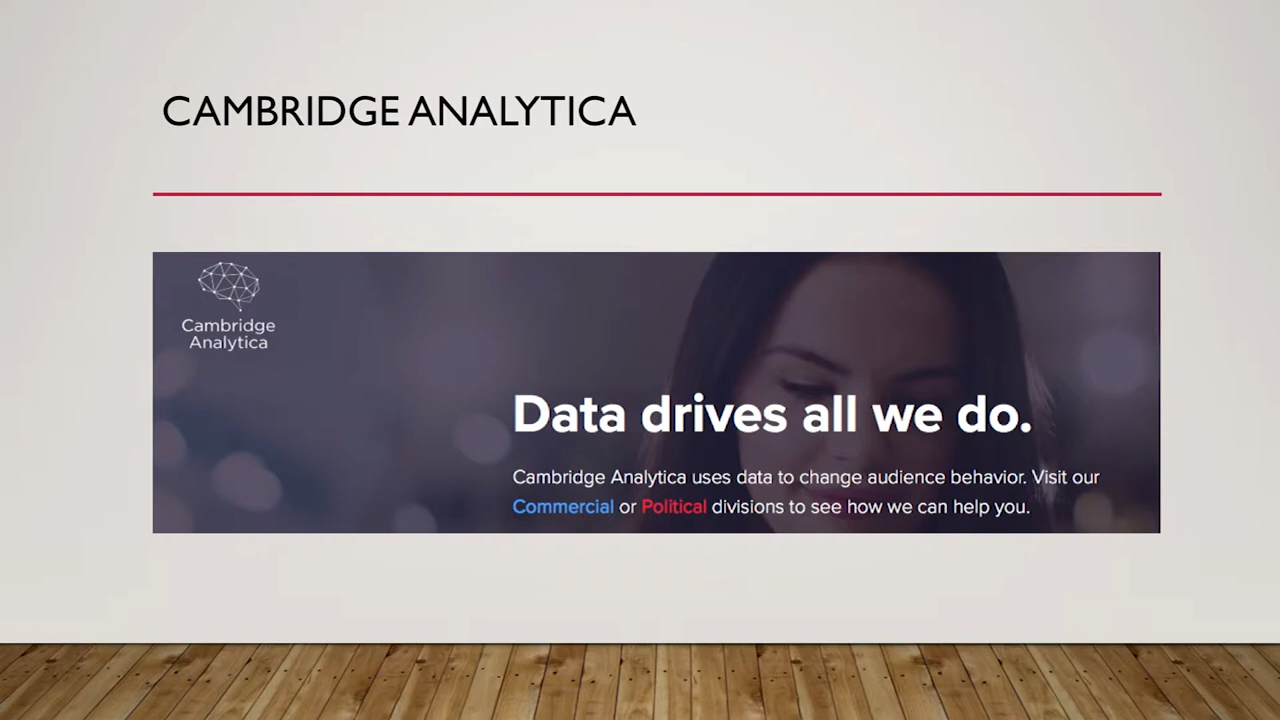 CAMBRIDGE ANALYTICA
Cambridge
Analytica
Data drives all we do.
Cambridge Analytica uses data to change audience behavior. Visit our
Commercial or Political divisions to see how we can help you.